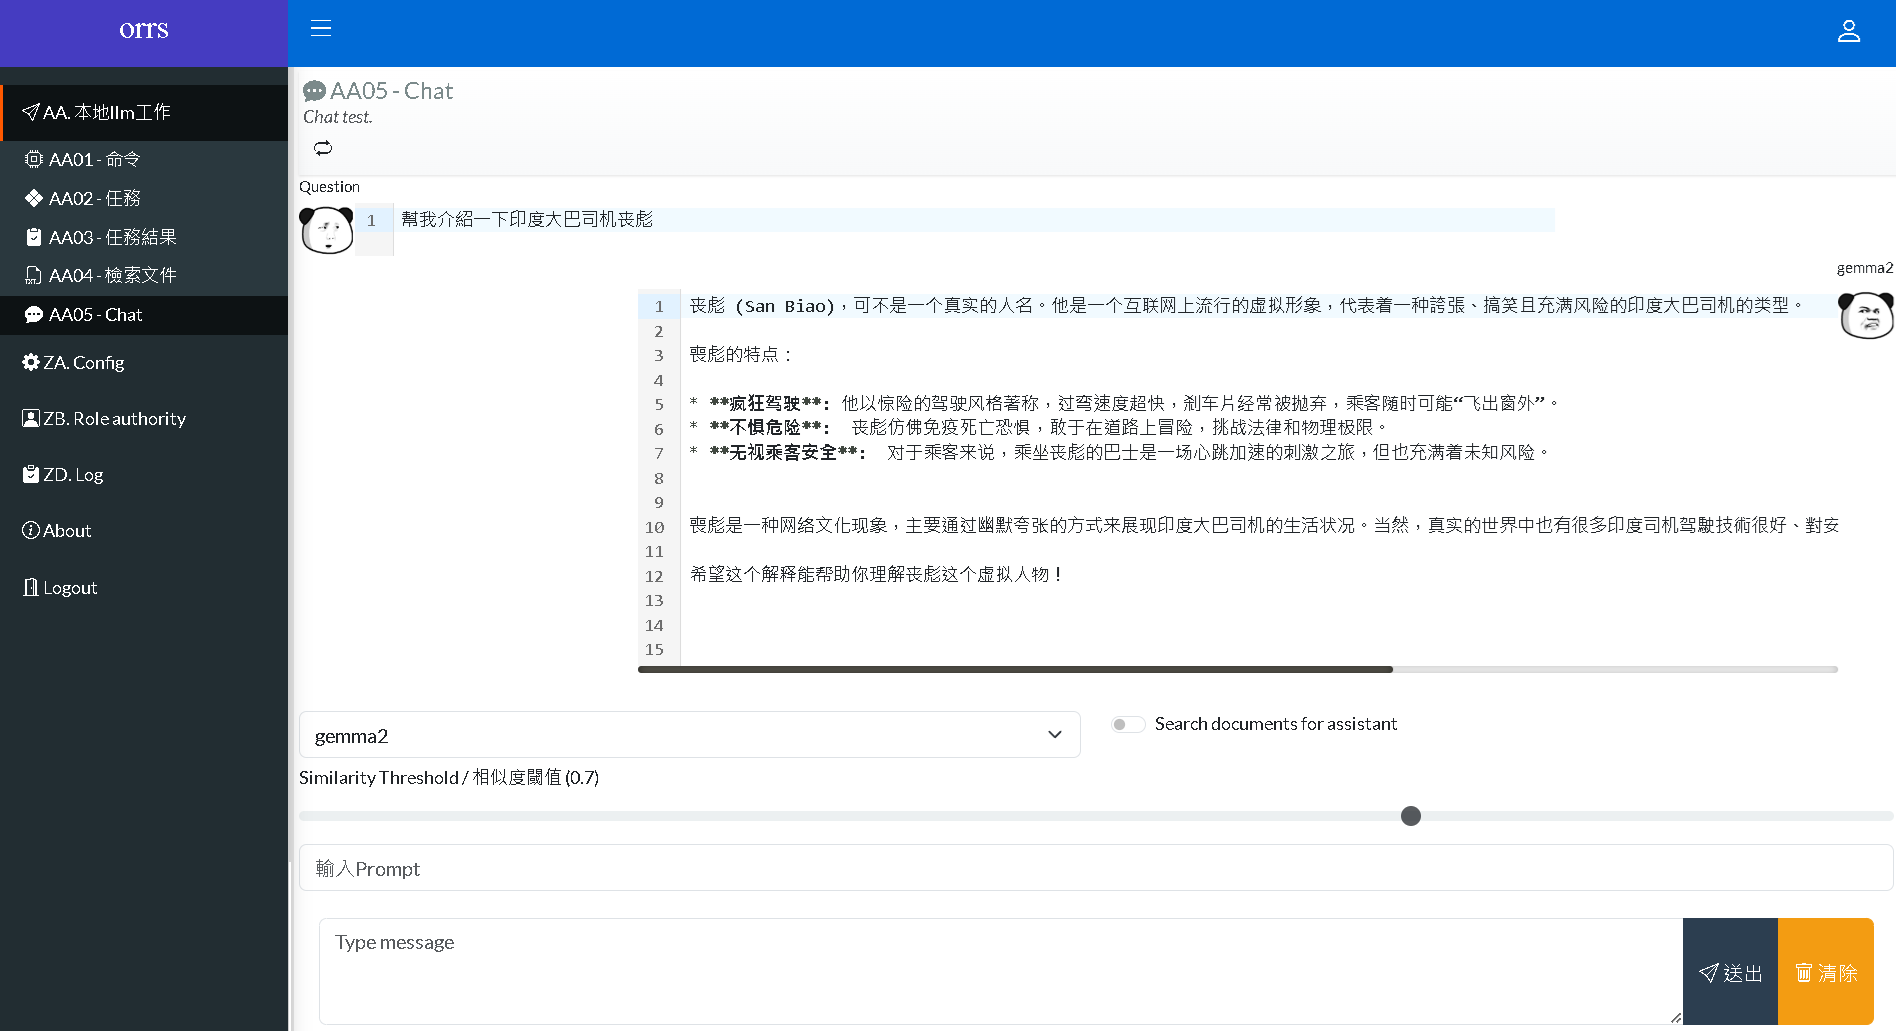 orrs
AA. 本地llm工作
AA01 - 命令
AA02 - 任務
AA03 - 任務結果
AA04 - 檢索文件
AA05 - Chat
ZA. Config
ZB. Role authority
ZD. Log
About
Logout
AA05 - Chat
Chat test.
Question
1 幫我介紹一下印度大巴司机丧彪
gemma2
1 丧彪 (San Biao)，可不是一个真实的人名。他是一个互联网上流行的虚拟形象，代表着一种誇張、搞笑且充满风险的印度大巴司机的类型。
2
3 喪彪的特点：
4
5 * **疯狂驾驶**: 他以惊险的驾驶风格著称，过弯速度超快，刹车片经常被抛弃，乘客随时可能“飞出窗外”。
6 * **不惧危险**: 丧彪仿佛免疫死亡恐惧，敢于在道路上冒险，挑战法律和物理极限。
7 * **无视乘客安全**: 对于乘客来说，乘坐丧彪的巴士是一场心跳加速的刺激之旅，但也充满着未知风险。
8
9
10 喪彪是一种网络文化现象，主要通过幽默夸张的方式来展现印度大巴司机的生活状况。当然，真实的世界中也有很多印度司机驾駛技術很好、對安
11
12 希望这个解释能帮助你理解丧彪这个虚拟人物！
13
14
15
gemma2
Search documents for assistant
Similarity Threshold / 相似度閾值 (0.7)
輸入Prompt
Type message
送出
清除